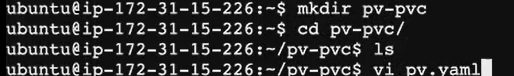 ubuntu@ip-172-31-15-226:~$ mkdir pv-pvc
ubuntu@ip-172-31-15-226:~$ cd pv-pvc/
ubuntu@ip-172-31-15-226:~/pv-pvc$ ls
ubuntu@ip-172-31-15-226:~/pv-pvc$ vi pv.yaml